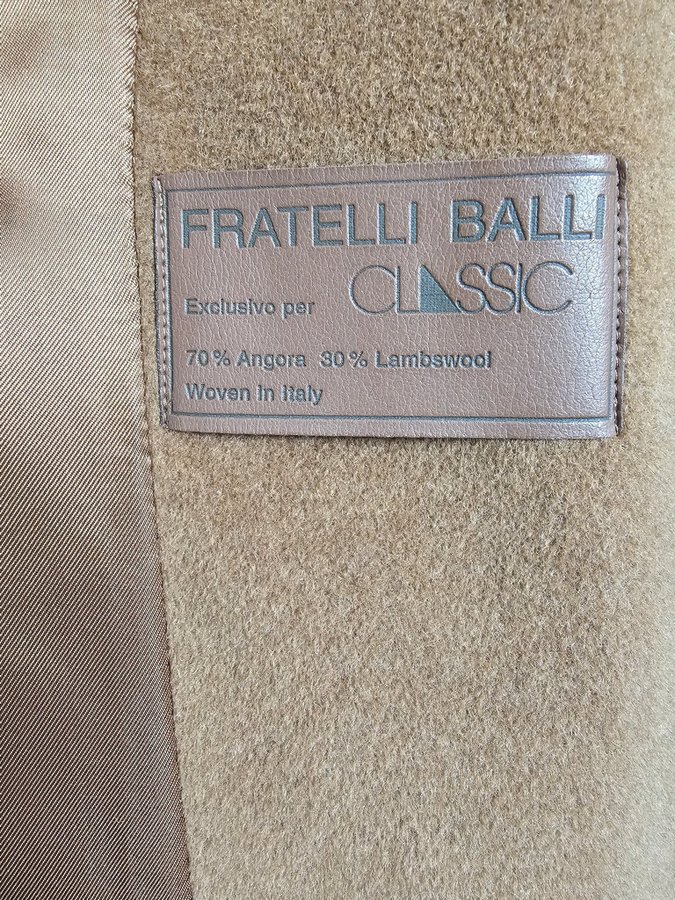 FRATELLI BALLI
Exclusivo per CLASSIC
70% Angora 30% Lambswool
Woven in Italy